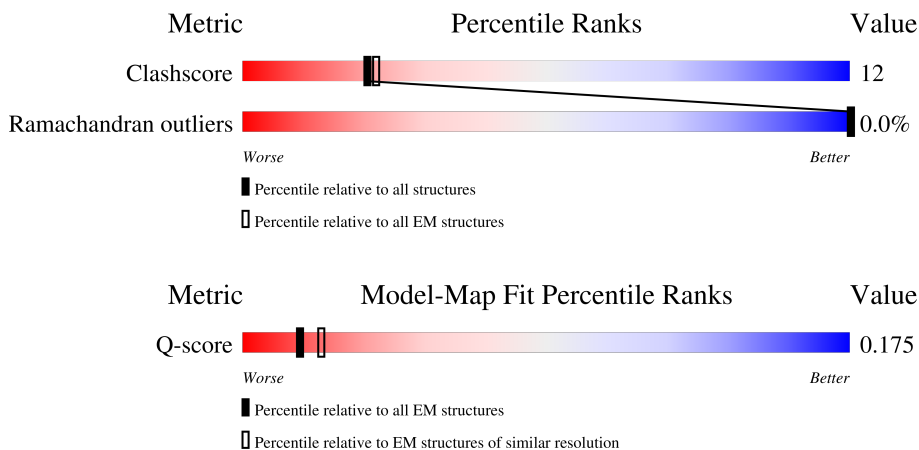 Metric Percentile Ranks Value
Clashscore 12
Ramachandran outliers 0.0%
Worse Better
Percentile relative to all structures
Percentile relative to all EM structures
Metric Model-Map Fit Percentile Ranks Value
Q-score 0.175
Worse Better
Percentile relative to all EM structures
Percentile relative to EM structures of similar resolution